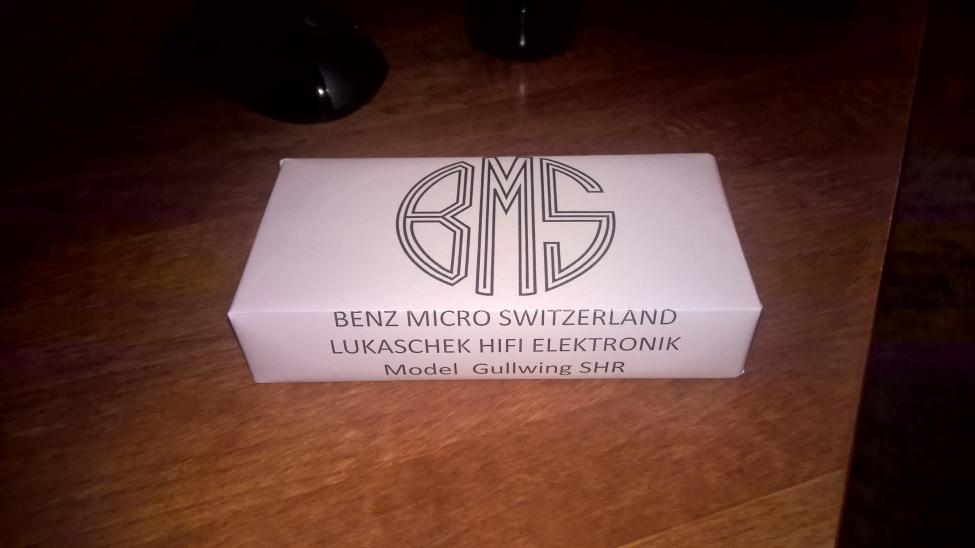 BMS
BENZ MICRO SWITZERLAND
LUKASCHEK HIFI ELEKTRONIK
Model Gullwing SHR